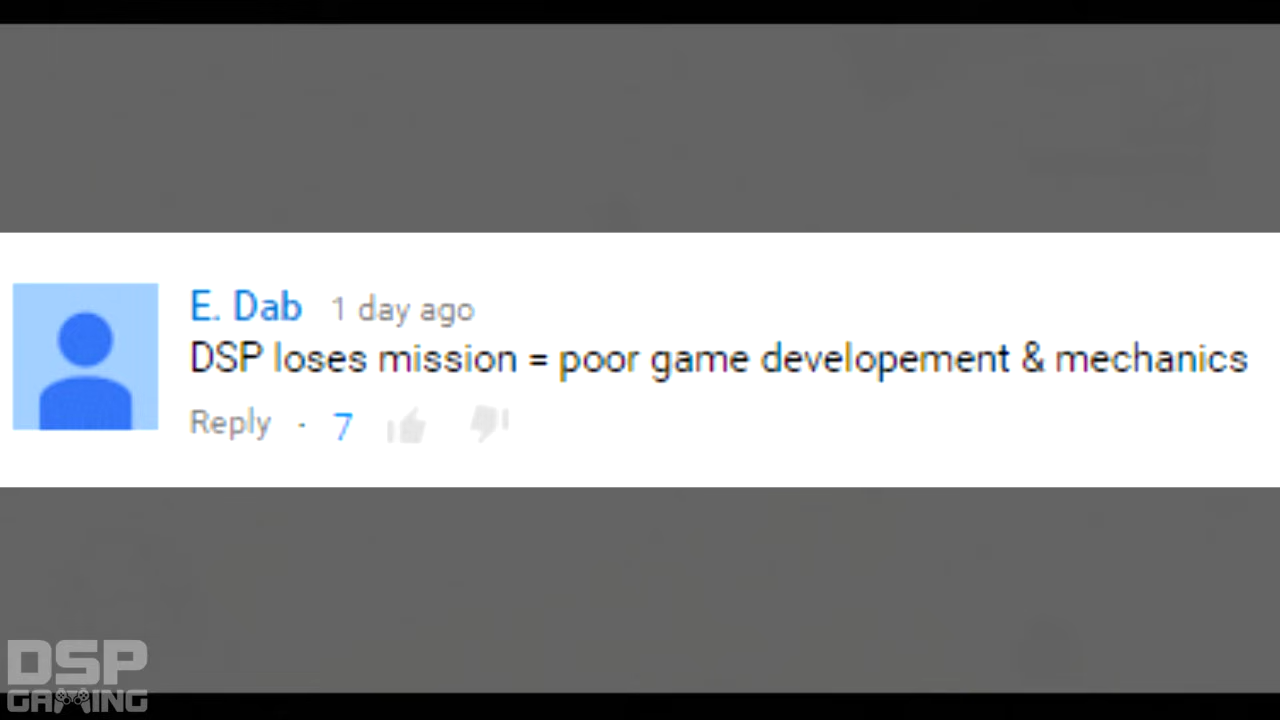 E. Dab 1 day ago
DSP loses mission = poor game developement & mechanics
Reply · 7
DSP
GAMING